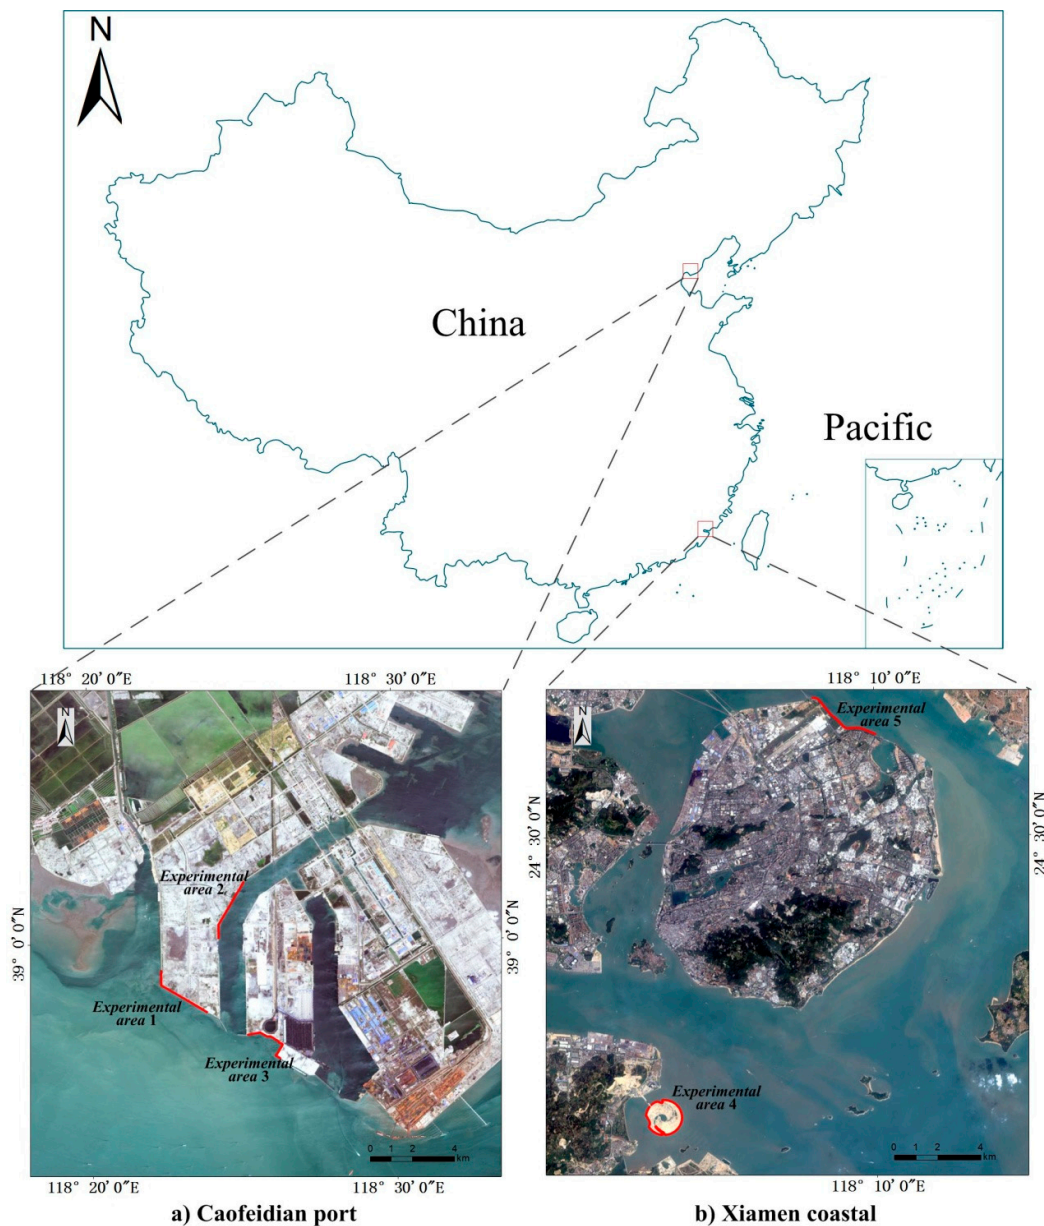 N
China
Pacific
118° 20′ 0″E
118° 30′ 0″E
118° 10′ 0″E
N
N
Experimental
area 5
24° 30′ 0″N
24° 30′ 0″N
Experimental
area 2
39° 0′ 0″N
39° 0′ 0″N
Experimental
area 1
Experimental
area 3
Experimental
area 4
0 2 4
km
0 2 4
km
118° 20′ 0″E
118° 30′ 0″E
118° 10′ 0″E
a) Caofeidian port
b) Xiamen coastal